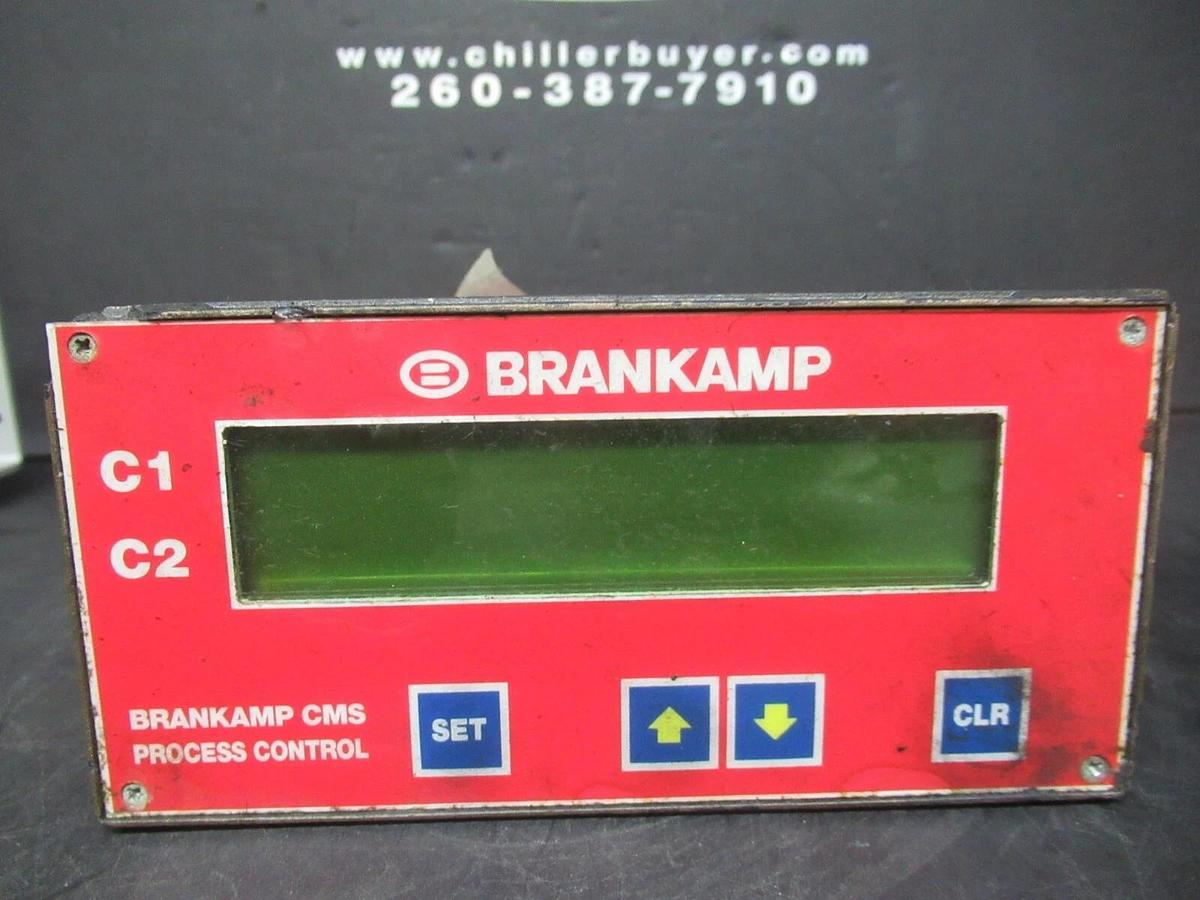 www.chillerbuyer.com
260-387-7910
BRANKAMP
C1
C2
BRANKAMP CMS
PROCESS CONTROL
SET
CLR